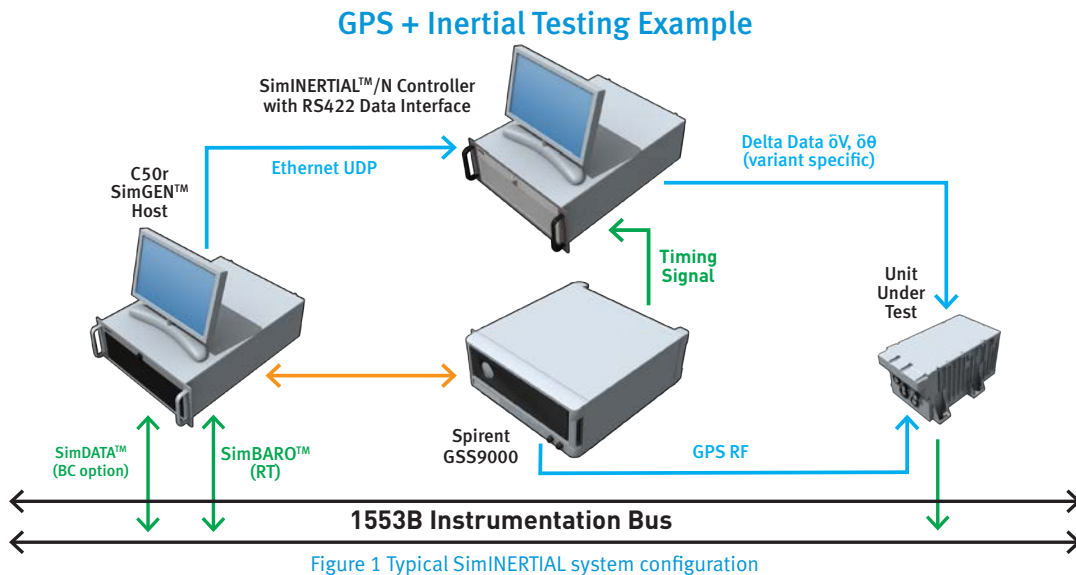 GPS + Inertial Testing Example
SimINERTIAL™/N Controller
with RS422 Data Interface
Ethernet UDP
Delta Data δV, δθ
(variant specific)
C50r
SimGEN™
Host
Timing
Signal
Unit
Under
Test
Spirent
GSS9000
GPS RF
SimDATA™
(BC option)
SimBARO™
(RT)
1553B Instrumentation Bus
Figure 1 Typical SimINERTIAL system configuration